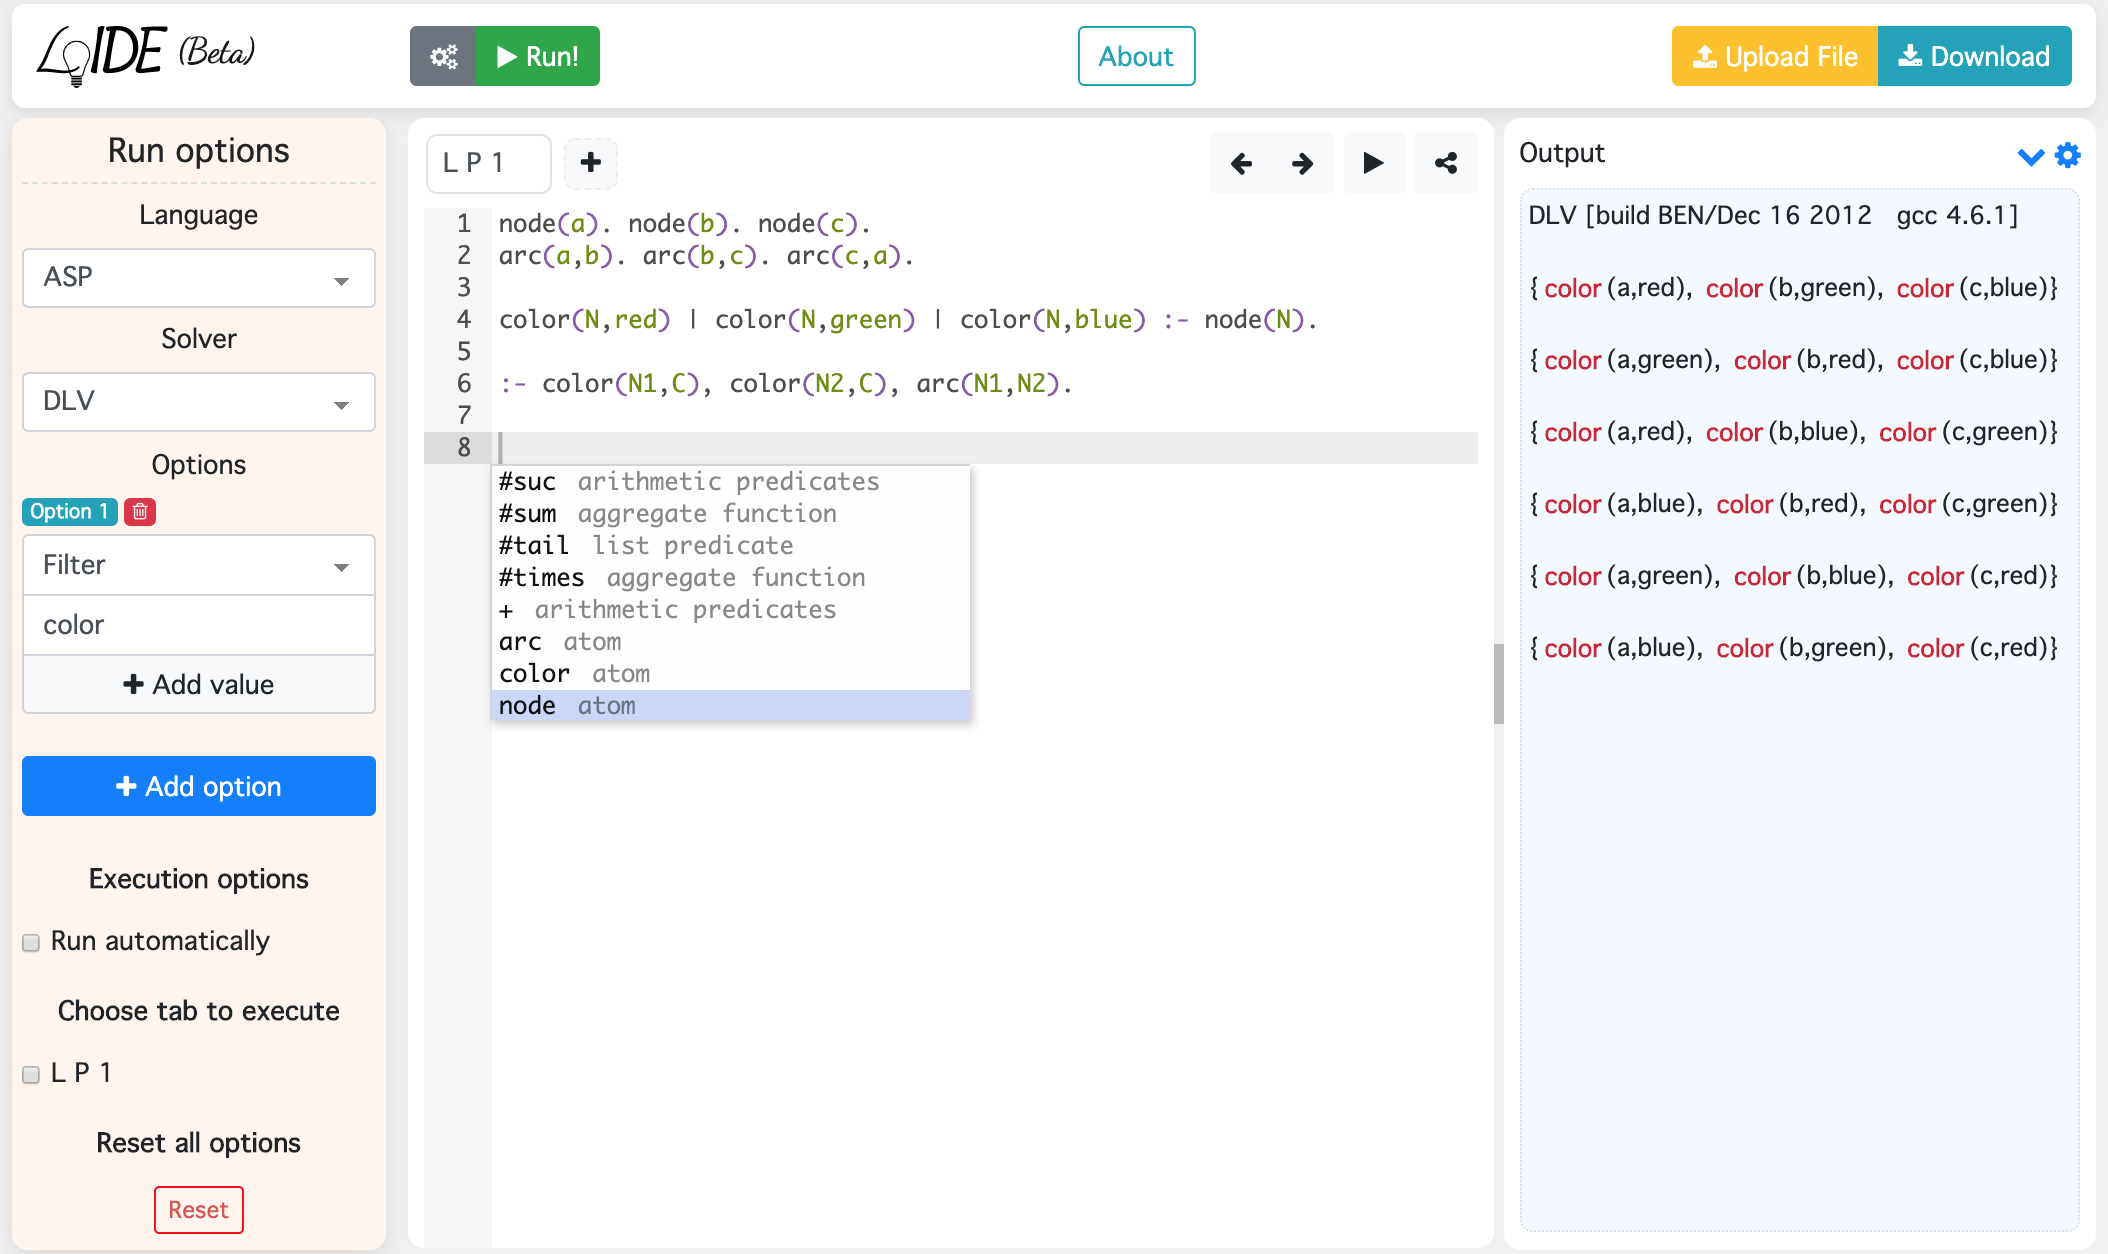 LoIDE (Beta)
Run!
About
Upload File
Download
Run options
Language
ASP
Solver
DLV
Options
Option 1
Filter
color
Add value
Add option
Execution options
Run automatically
Choose tab to execute
L P 1
Reset all options
Reset
L P 1
1 node(a). node(b). node(c).
2 arc(a,b). arc(b,c). arc(c,a).
3
4 color(N,red) | color(N,green) | color(N,blue) :- node(N).
5
6 :- color(N1,C), color(N2,C), arc(N1,N2).
7
8
#suc arithmetic predicates
#sum aggregate function
#tail list predicate
#times aggregate function
+ arithmetic predicates
arc atom
color atom
node atom
Output
DLV [build BEN/Dec 16 2012 gcc 4.6.1]
{color(a,red), color(b,green), color(c,blue)}
{color(a,green), color(b,red), color(c,blue)}
{color(a,red), color(b,blue), color(c,green)}
{color(a,blue), color(b,red), color(c,green)}
{color(a,green), color(b,blue), color(c,red)}
{color(a,blue), color(b,green), color(c,red)}